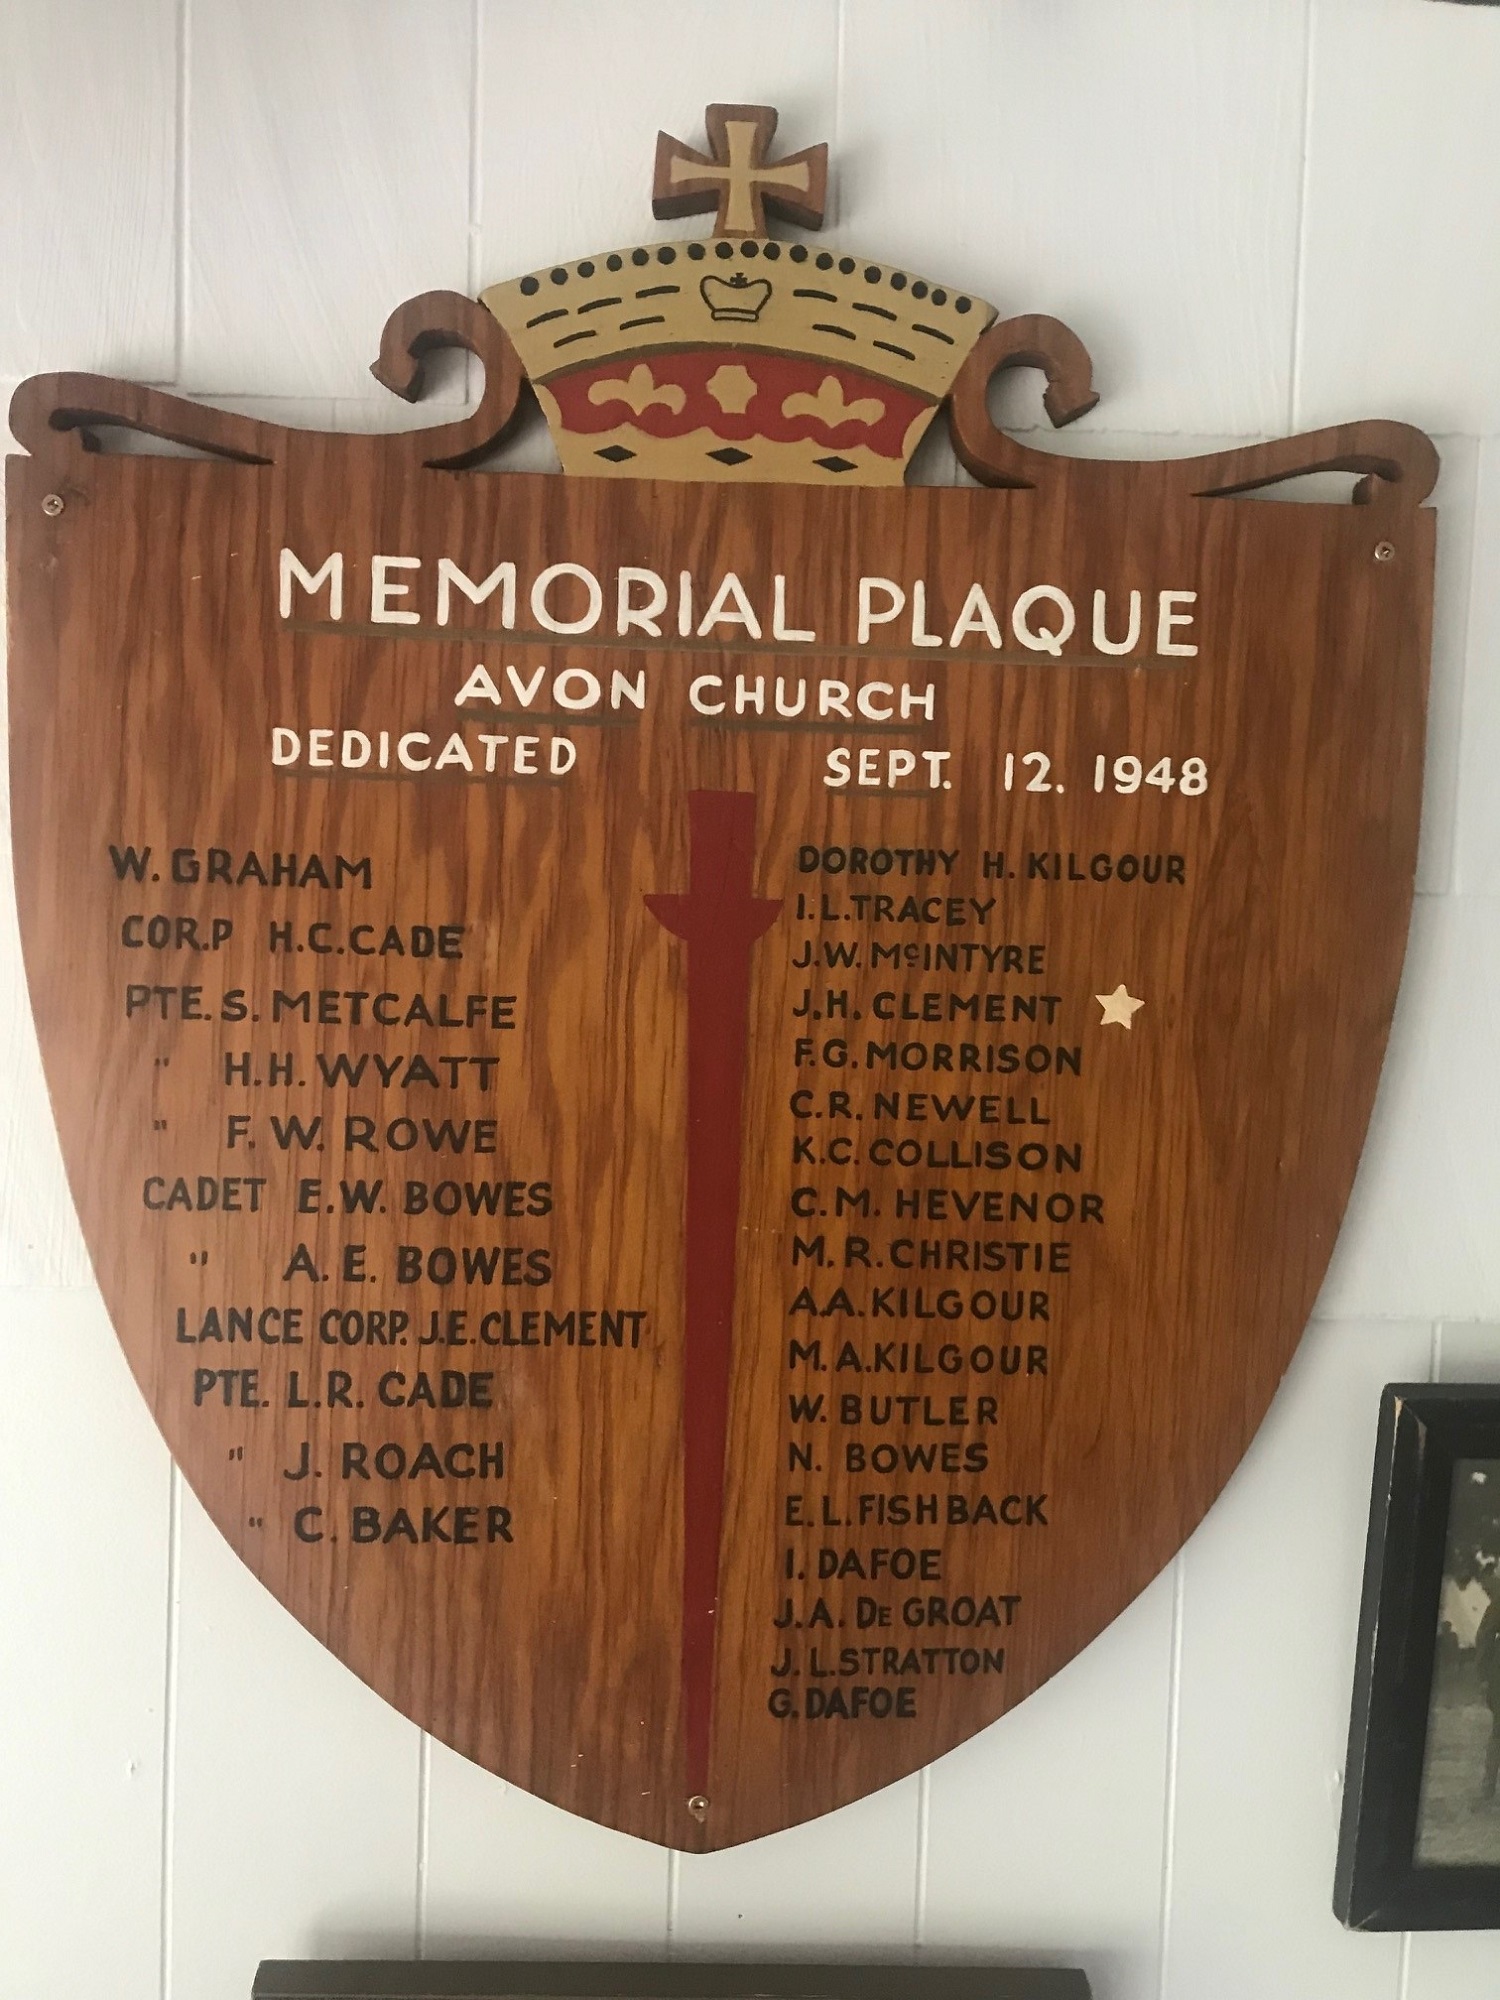 MEMORIAL PLAQUE
AVON CHURCH
DEDICATED SEPT. 12. 1948
W. GRAHAM
COR.P H.C. CADE
PTE. S. METCALFE
" H.H. WYATT
" F. W. ROWE
CADET E.W. BOWES
" A. E. BOWES
LANCE CORP. J.E. CLEMENT
PTE. L.R. CADE
" J. ROACH
" C. BAKER
DOROTHY H. KILGOUR
I. L. TRACEY
J.W. McINTYRE
J.H. CLEMENT
F.G. MORRISON
C.R. NEWELL
K.C. COLLISON
C.M. HEVENOR
M. R. CHRISTIE
A.A. KILGOUR
M. A. KILGOUR
W. BUTLER
N. BOWES
E. L. FISHBACK
I. DAFOE
J. A. DE GROAT
J. L. STRATTON
G. DAFOE